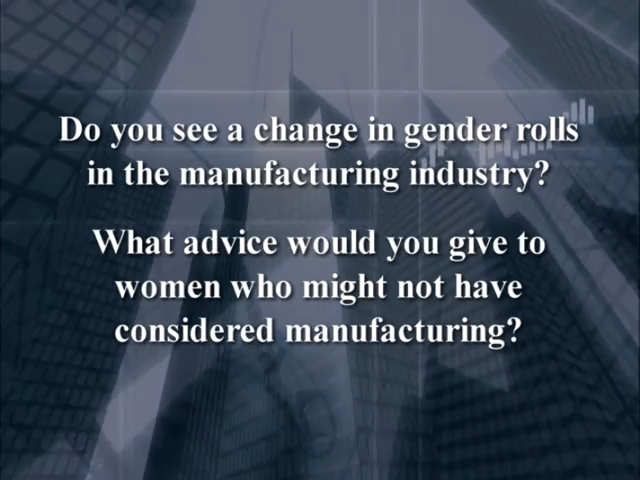 Do you see a change in gender rolls
in the manufacturing industry?
What advice would you give to
women who might not have
considered manufacturing?